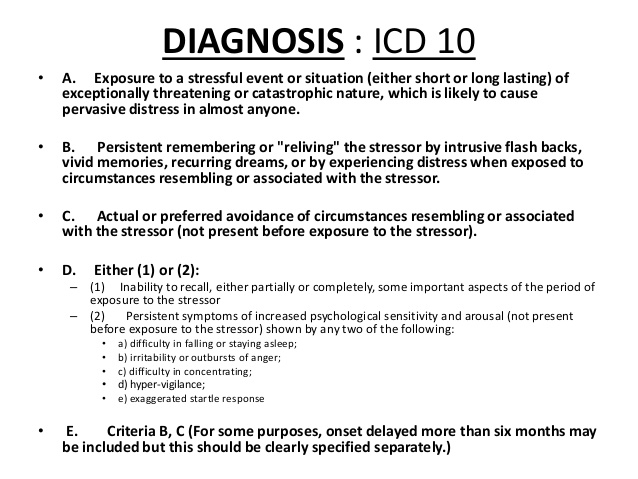 DIAGNOSIS : ICD 10
• A. Exposure to a stressful event or situation (either short or long lasting) of
exceptionally threatening or catastrophic nature, which is likely to cause
pervasive distress in almost anyone.
• B. Persistent remembering or "reliving" the stressor by intrusive flash backs,
vivid memories, recurring dreams, or by experiencing distress when exposed to
circumstances resembling or associated with the stressor.
• C. Actual or preferred avoidance of circumstances resembling or associated
with the stressor (not present before exposure to the stressor).
• D. Either (1) or (2):
– (1) Inability to recall, either partially or completely, some important aspects of the period of
exposure to the stressor
– (2) Persistent symptoms of increased psychological sensitivity and arousal (not present
before exposure to the stressor) shown by any two of the following:
• a) difficulty in falling or staying asleep;
• b) irritability or outbursts of anger;
• c) difficulty in concentrating;
• d) hyper-vigilance;
• e) exaggerated startle response
• E. Criteria B, C (For some purposes, onset delayed more than six months may
be included but this should be clearly specified separately.)